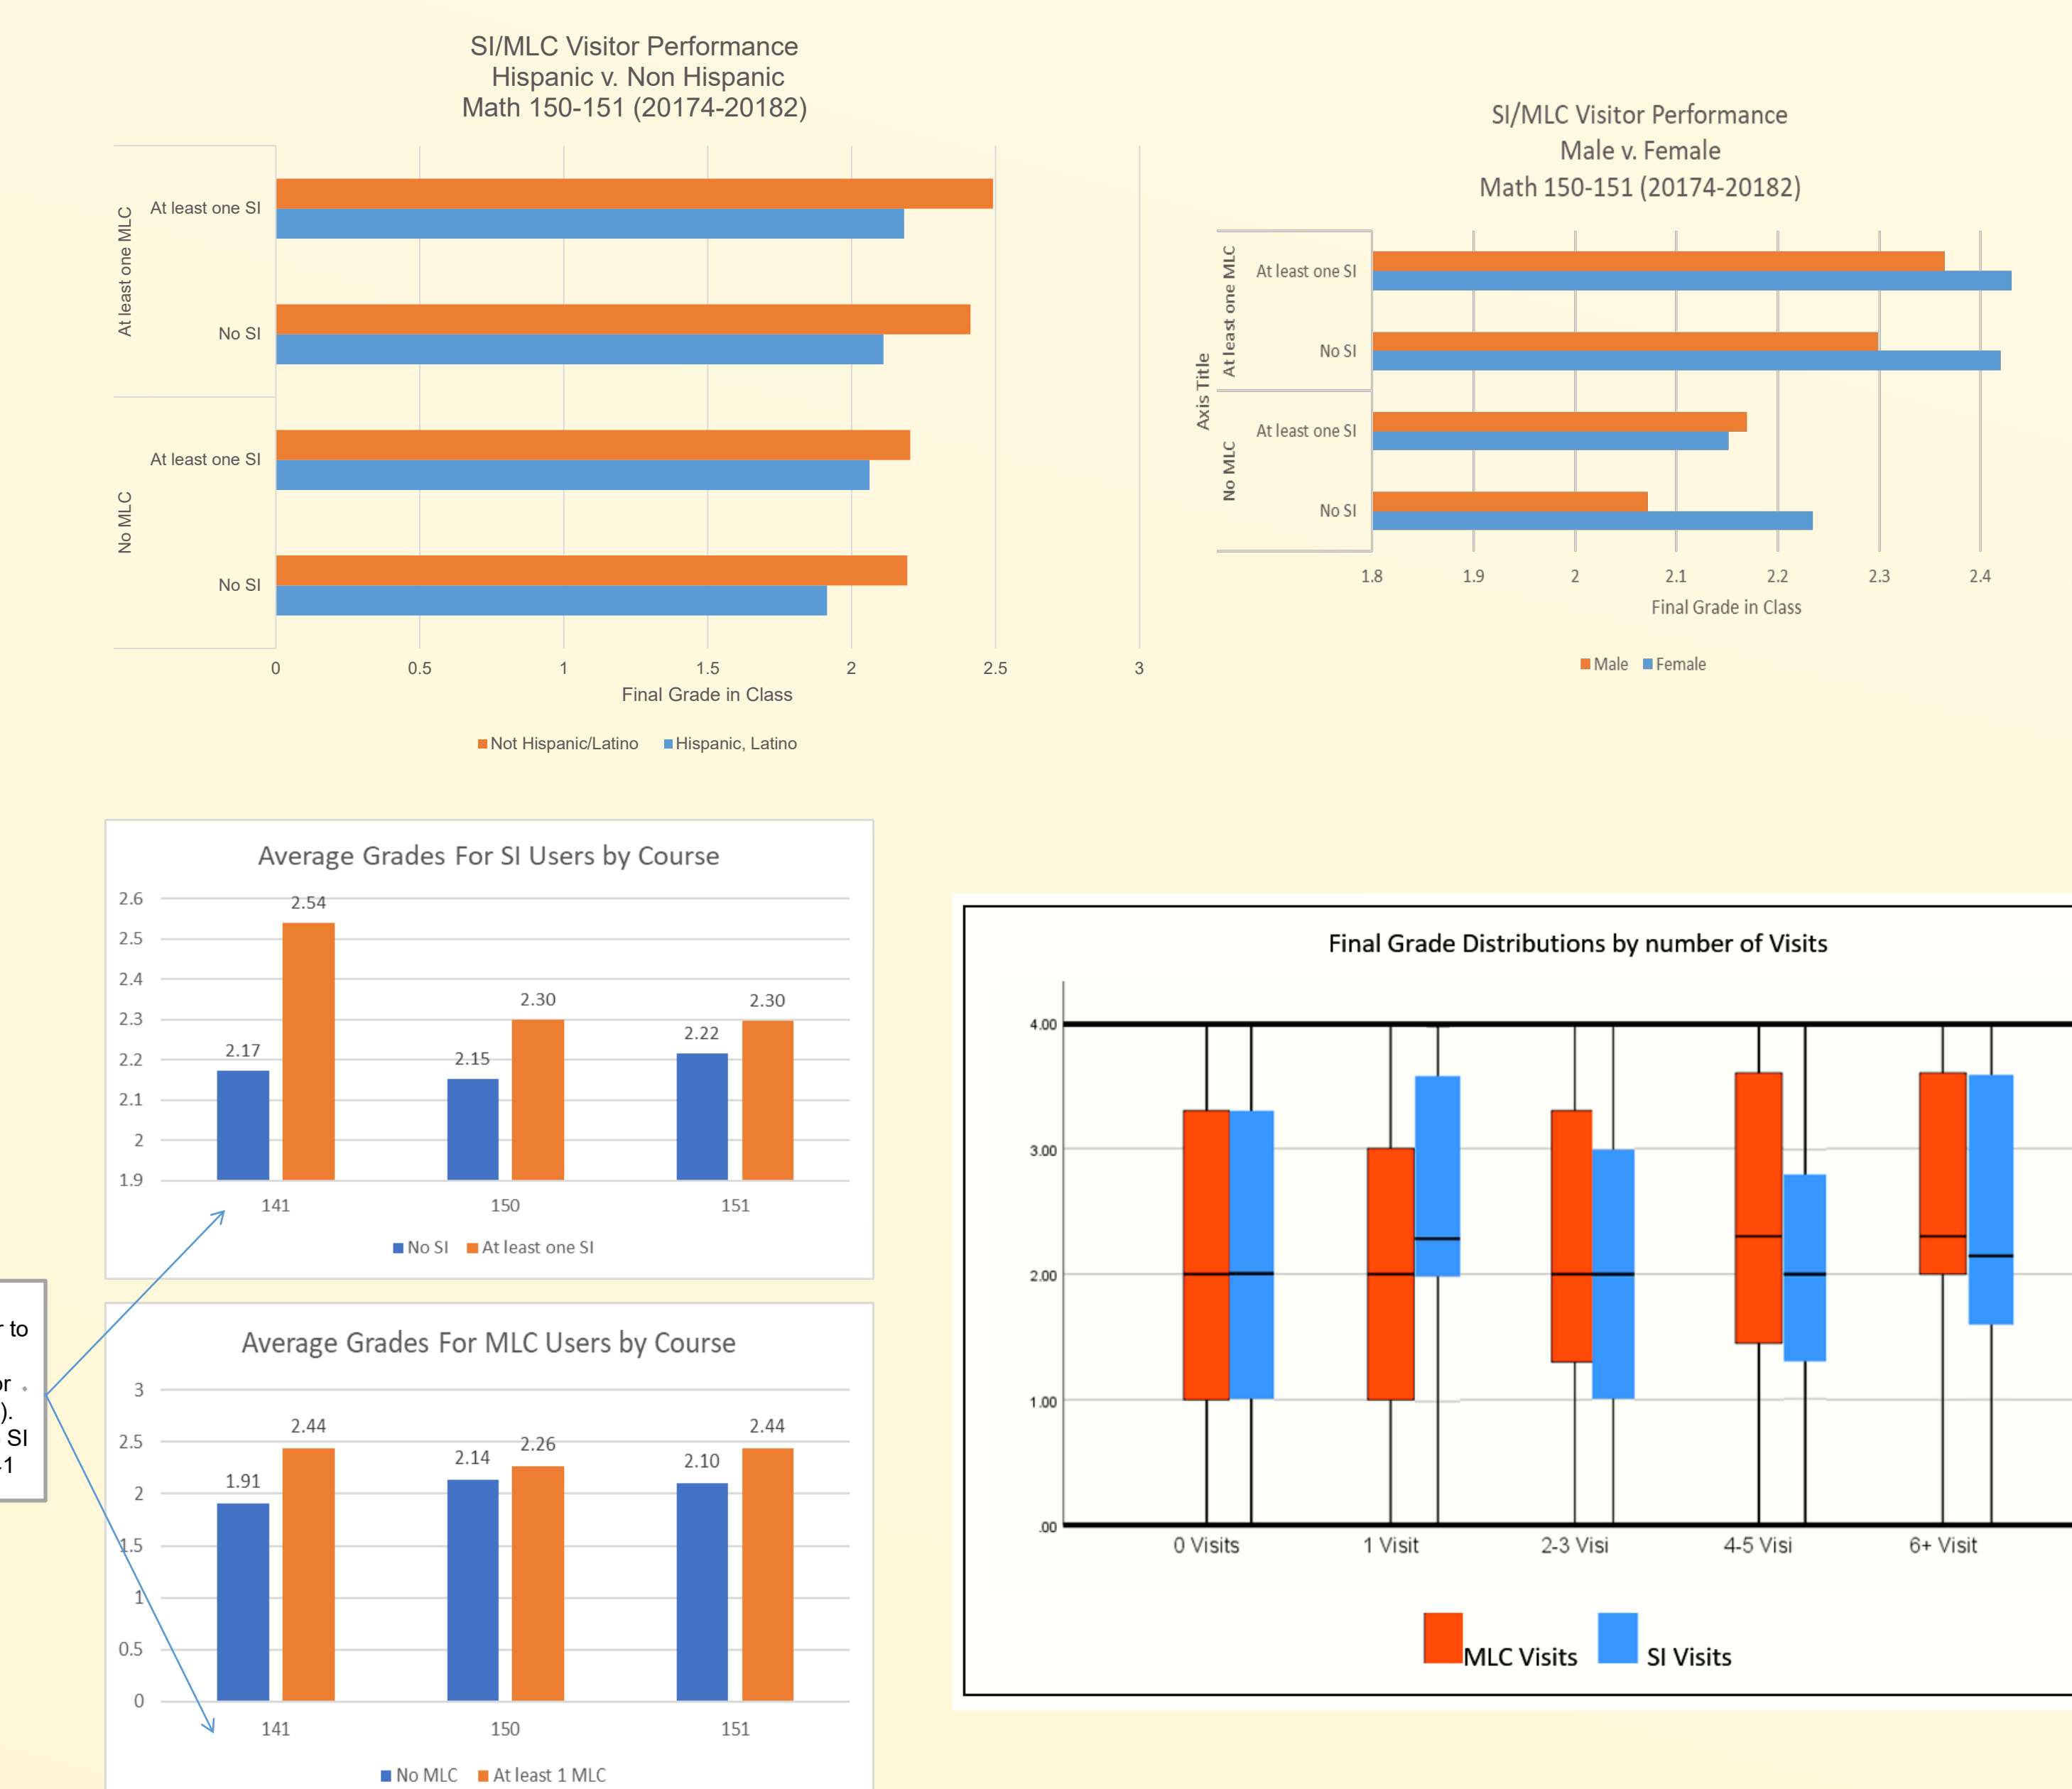 SI/MLC Visitor Performance
Hispanic v. Non Hispanic
Math 150-151 (20174-20182)
At least one MLC
At least one SI
No SI
No MLC
At least one SI
No SI
0 0.5 1 1.5 2 2.5 3
Final Grade in Class
Not Hispanic/Latino Hispanic, Latino
SI/MLC Visitor Performance
Male v. Female
Math 150-151 (20174-20182)
Axis Title
At least one MLC
At least one SI
No SI
No MLC
At least one SI
No SI
1.8 1.9 2 2.1 2.2 2.3 2.4
Final Grade in Class
Male Female
Average Grades For SI Users by Course
2.6
2.5
2.4
2.3
2.2
2.1
2
1.9
2.17 2.54 2.15 2.30 2.22 2.30
141 150 151
No SI At least one SI
to
).
SI
Average Grades For MLC Users by Course
3
2.5
2
1.5
1
0.5
0
1.91 2.44 2.14 2.26 2.10 2.44
141 150 151
No MLC At least 1 MLC
Final Grade Distributions by number of Visits
4.00
3.00
2.00
1.00
.00
0 Visits 1 Visit 2-3 Visi 4-5 Visi 6+ Visit
MLC Visits SI Visits